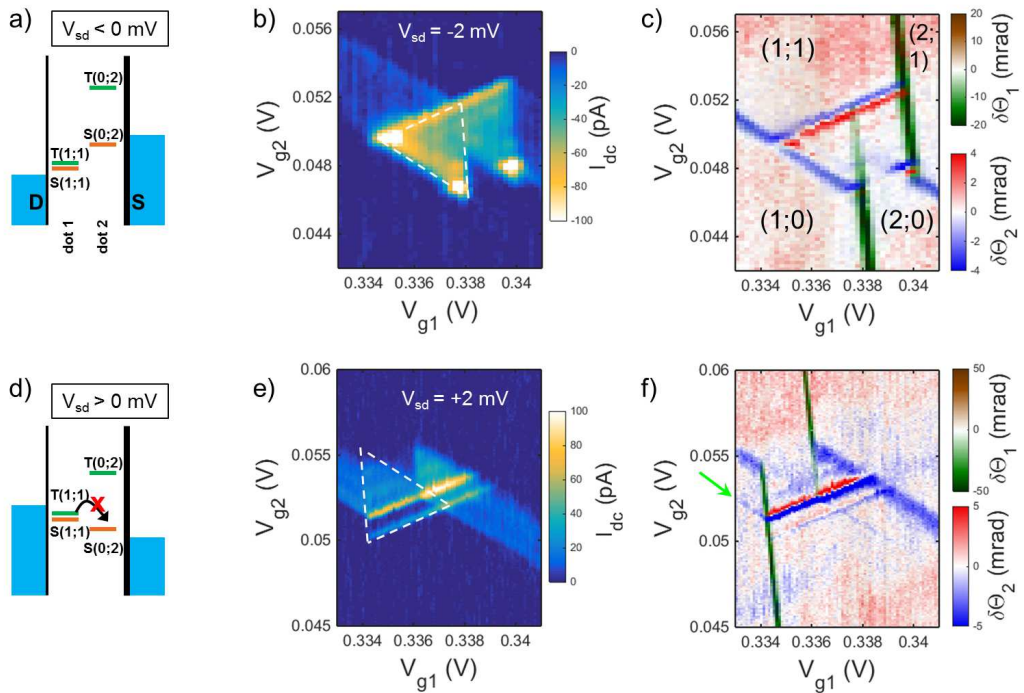 a)
V_sd < 0 mV
T(0;2)
S(0;2)
T(1;1)
S(1;1)
D
S
dot 1
dot 2
b)
V_sd = -2 mV
0.056
0.052
0.048
0.044
V_g2 (V)
0.334
0.336
0.338
0.34
V_g1 (V)
0
-20
-40
-60
-80
-100
I_dc (pA)
c)
(1;1)
(2;
1)
(1;0)
(2;0)
0.056
0.052
0.048
0.044
V_g2 (V)
0.334
0.336
0.338
0.34
V_g1 (V)
20
10
0
-10
-20
δΘ_1 (mrad)
4
2
0
-2
-4
δΘ_2 (mrad)
d)
V_sd > 0 mV
T(0;2)
T(1;1)
X
S(1;1)
S(0;2)
e)
V_sd = +2 mV
0.06
0.055
0.05
0.045
V_g2 (V)
0.334
0.336
0.338
0.34
V_g1 (V)
100
80
60
40
20
0
I_dc (pA)
f)
0.06
0.055
0.05
0.045
V_g2 (V)
0.334
0.336
0.338
0.34
V_g1 (V)
50
0
-50
δΘ_1 (mrad)
5
0
-5
δΘ_2 (mrad)